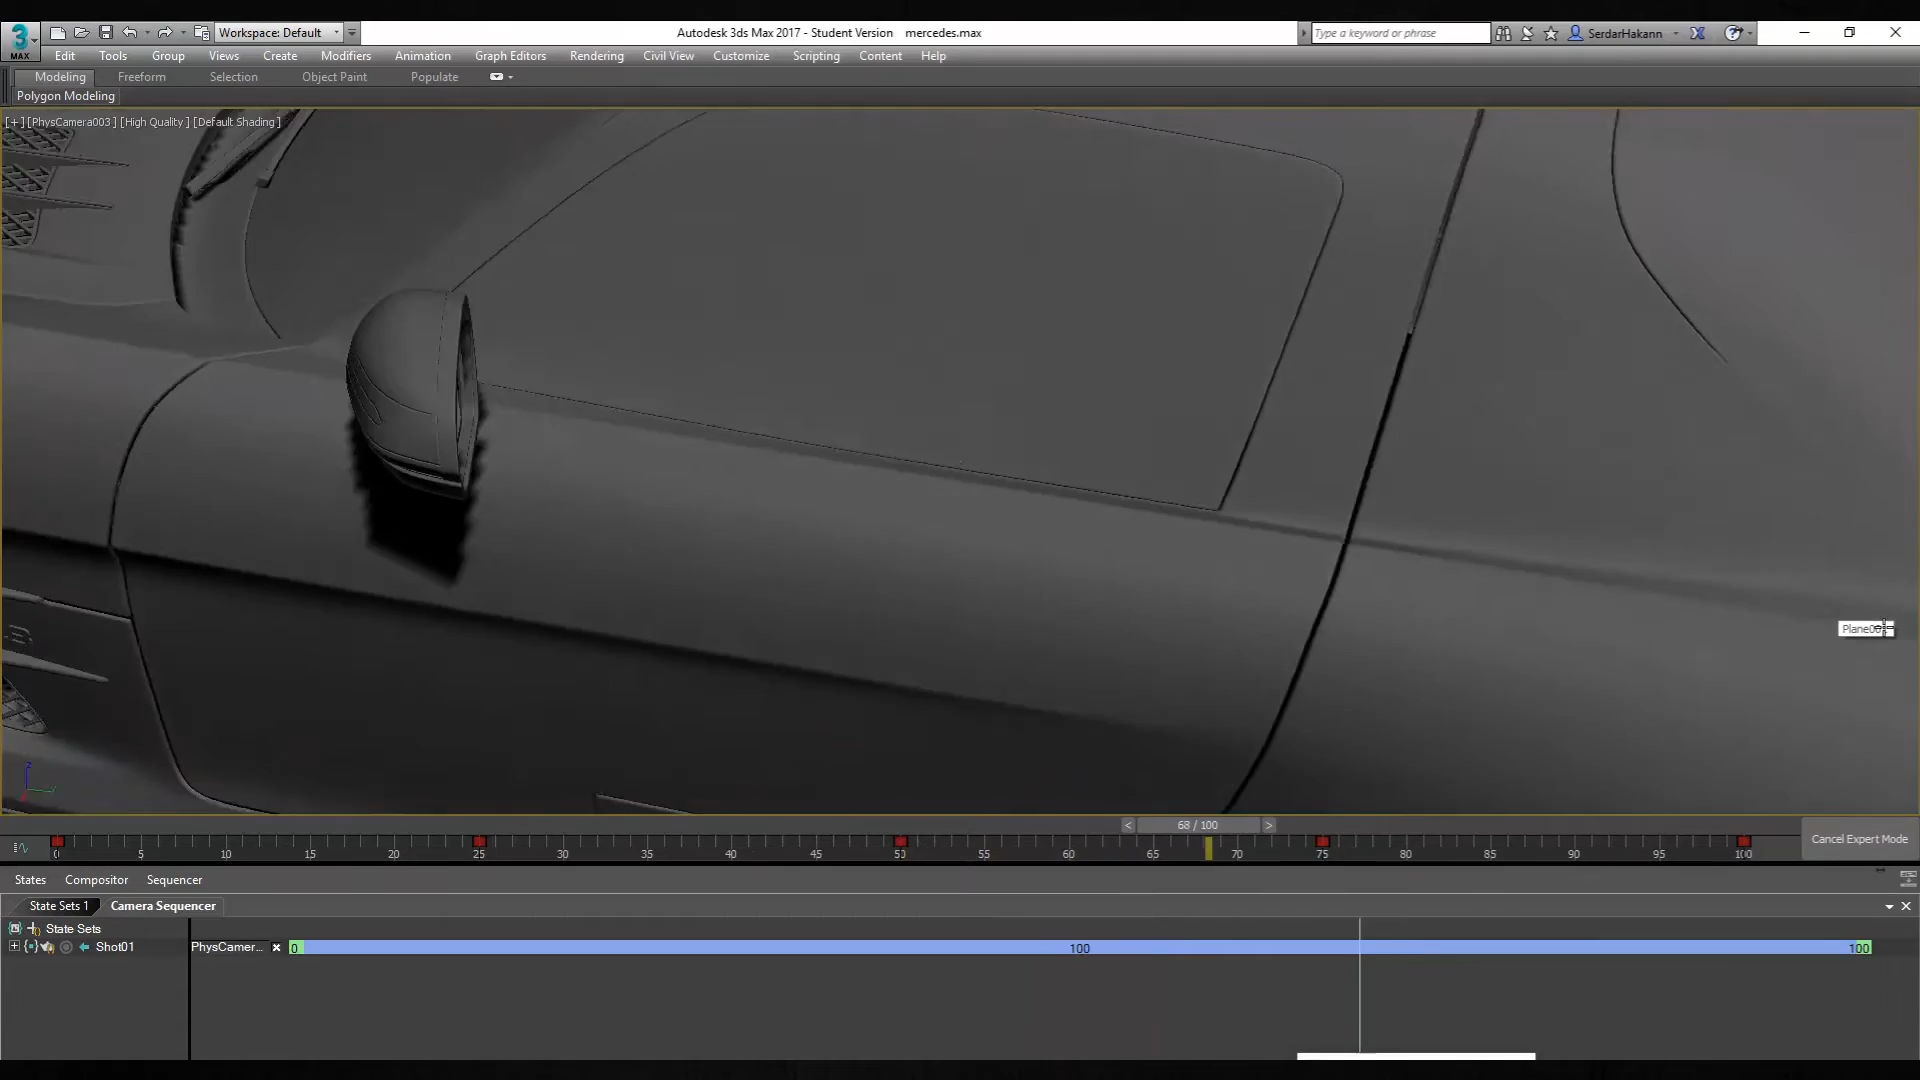 3 MAX
Workspace: Default
Autodesk 3ds Max 2017 - Student Version mercedes.max
Type a keyword or phrase
SerdarHakann
Edit Tools Group Views Create Modifiers Animation Graph Editors Rendering Civil View Customize Scripting Content Help
Modeling Freeform Selection Object Paint Populate
Polygon Modeling
[+] [PhysCamera003] [High Quality] [Default Shading]
z
< 68 / 100 >
0 5 10 15 20 25 30 35 40 45 50 55 60 65 70 75 80 85 90 95 100
Cancel Expert Mode
States Compositor Sequencer
State Sets 1 Camera Sequencer
State Sets
Shot01 PhysCamer... 0 100 100